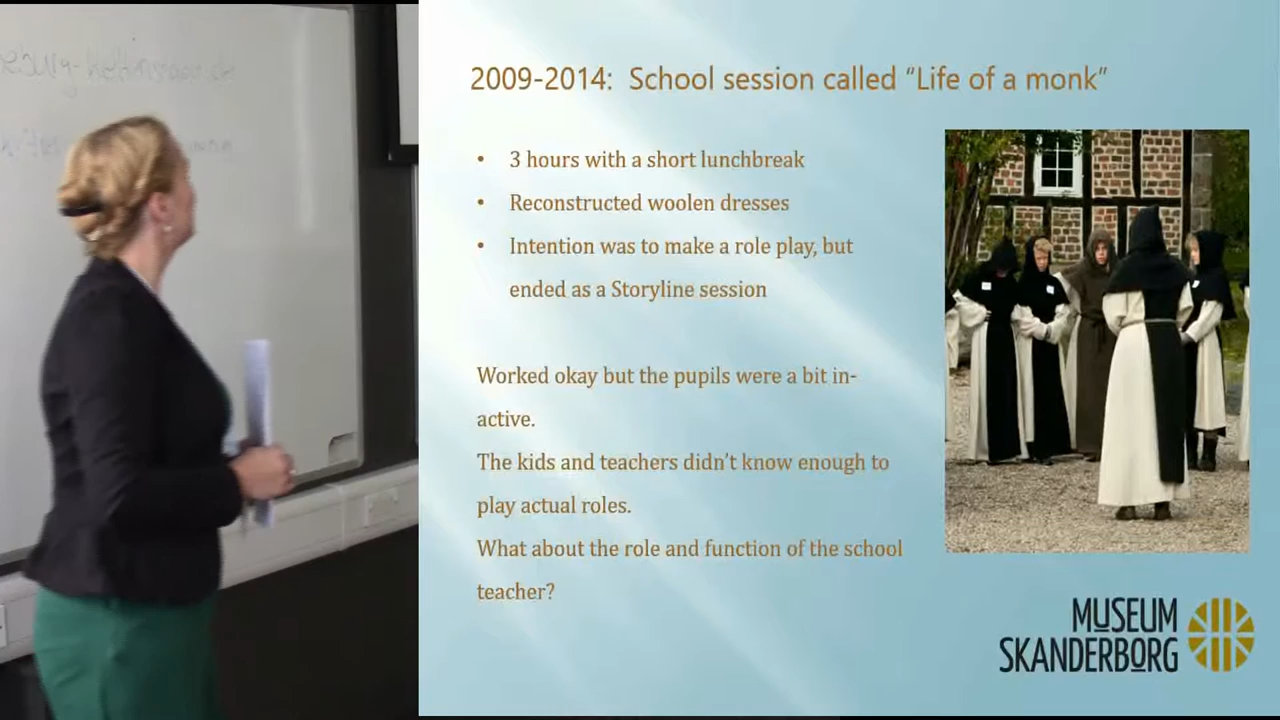 2009-2014: School session called “Life of a monk”
• 3 hours with a short lunchbreak
• Reconstructed woolen dresses
• Intention was to make a role play, but
ended as a Storyline session
Worked okay but the pupils were a bit in-
active.
The kids and teachers didn’t know enough to
play actual roles.
What about the role and function of the school
teacher?
MUSEUM
SKANDERBORG